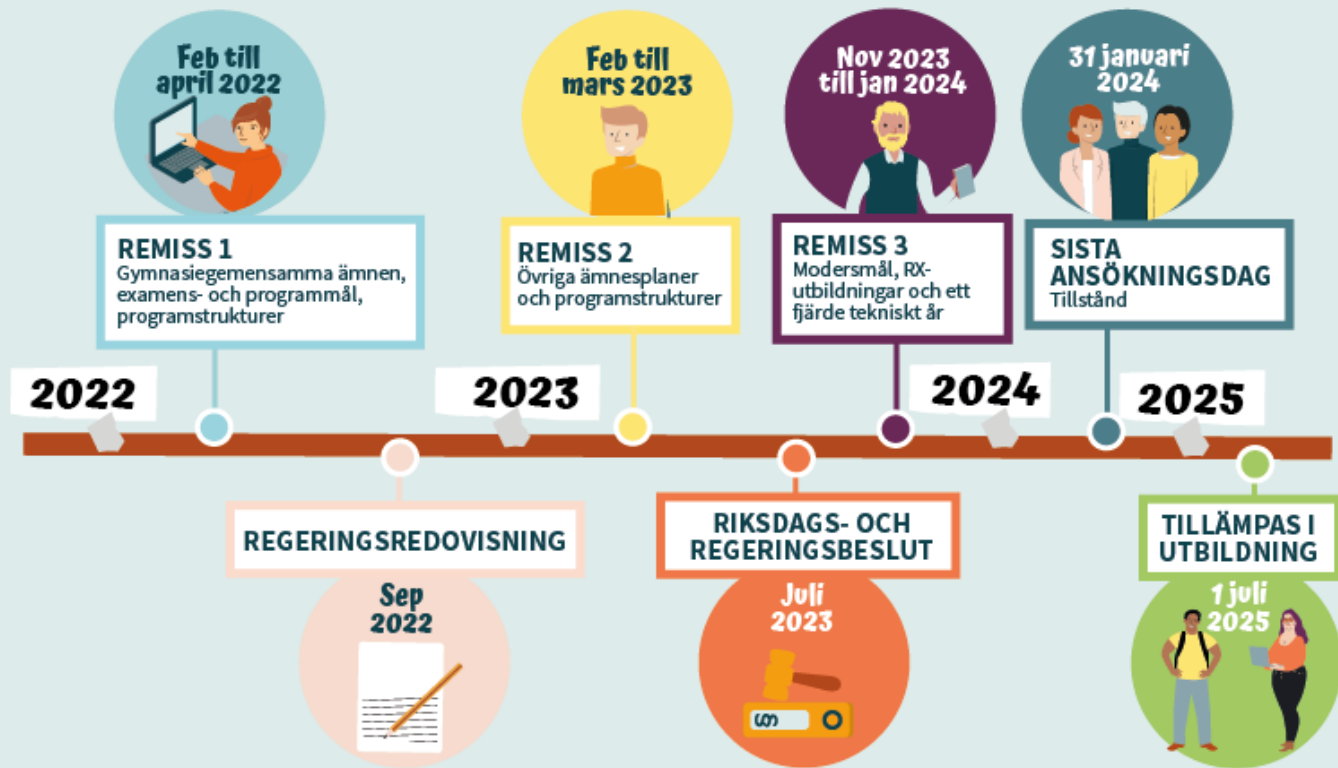 Feb till
april 2022
REMISS 1
Gymnasiegemensamma ämnen,
examens- och programmål,
programstrukturer
Feb till
mars 2023
REMISS 2
Övriga ämnesplaner
och programstrukturer
Nov 2023
till jan 2024
REMISS 3
Modersmål, RX-
utbildningar och ett
fjärde tekniskt år
31 januari
2024
SISTA
ANSÖKNINGSDAG
Tillstånd
2022
2023
2024
2025
REGERINGSREDOVISNING
Sep
2022
RIKSDAGS- OCH
REGERINGSBESLUT
Juli
2023
§
TILLÄMPAS I
UTBILDNING
1 juli
2025